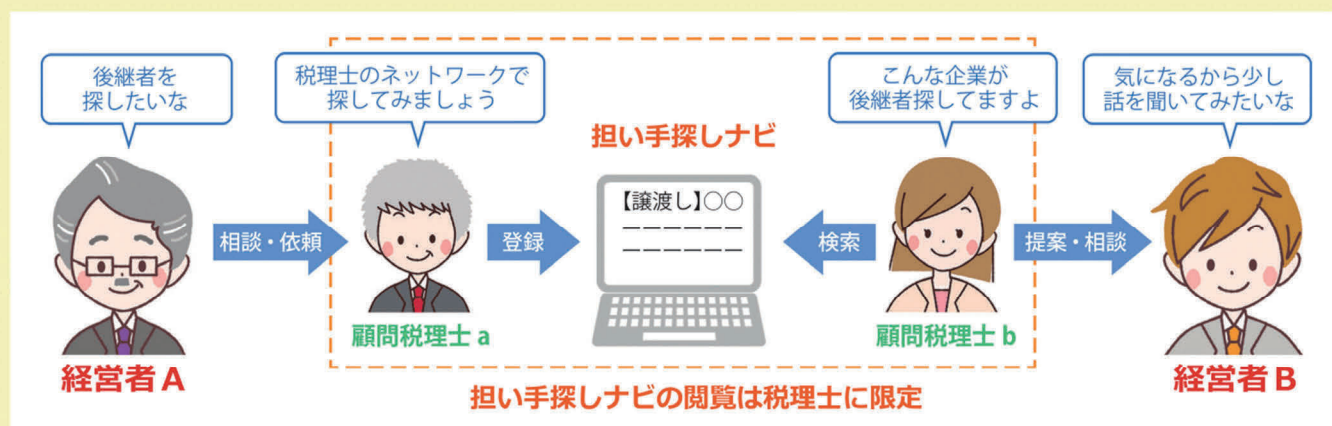 後継者を
探したいな
税理士のネットワークで
探してみましょう
こんな企業が
後継者探してますよ
気になるから少し
話を聞いてみたいな
担い手探しナビ
【譲渡し】○○
相談・依頼
登録
検索
提案・相談
顧問税理士 a
顧問税理士 b
経営者 A
経営者 B
担い手探しナビの閲覧は税理士に限定